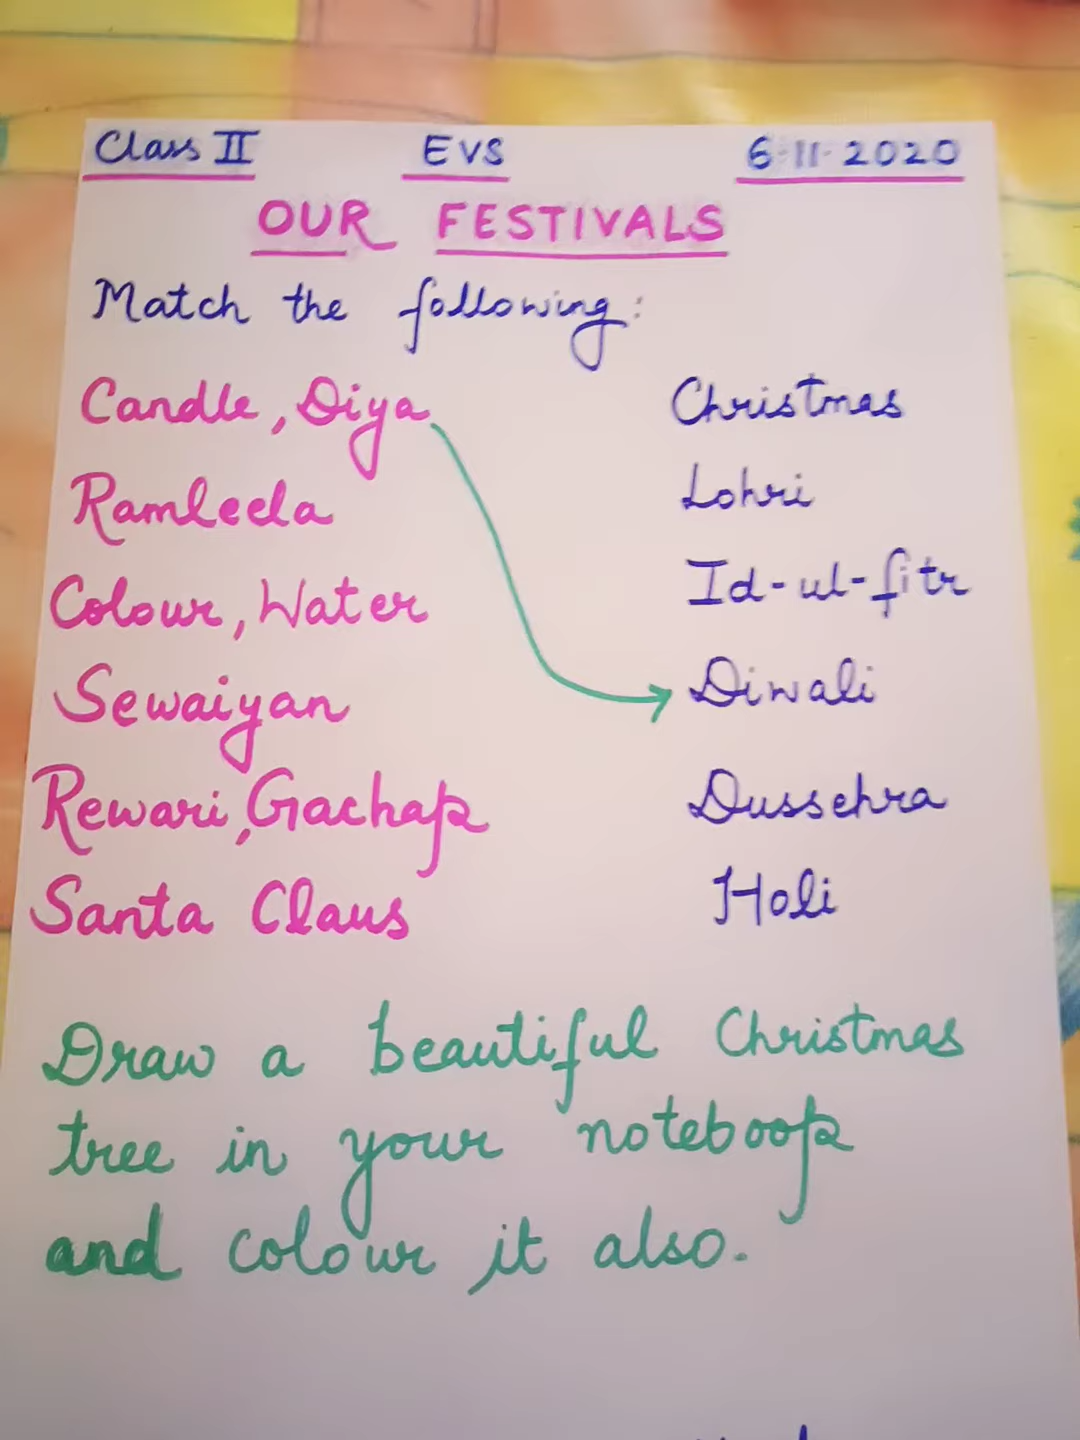 Class II EVS 6.11.2020
OUR FESTIVALS
Match the following:
Candle, Diya Christmas
Ramleela Lohri
Colour, Water Id-ul-fitr
Sewaiyan Diwali
Rewari, Gachak Dussehra
Santa Claus Holi
Draw a beautiful Christmas
tree in your notebook
and colour it also.